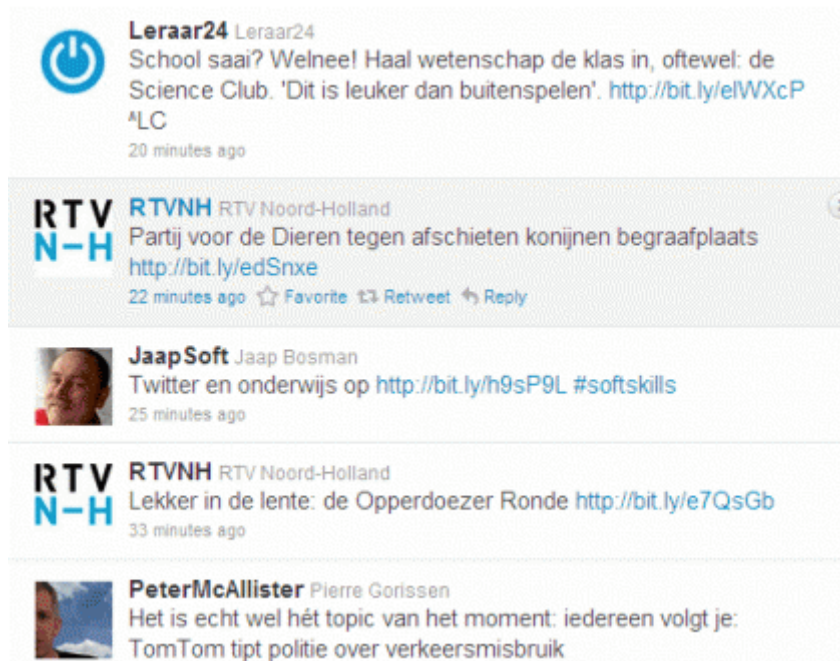 Leraar24 Leraar24
School saai? Welnee! Haal wetenschap de klas in, oftewel: de
Science Club. 'Dit is leuker dan buitenspelen'. http://bit.ly/elWXcP
^LC
20 minutes ago
RTV
N-H
RTVNH RTV Noord-Holland
Partij voor de Dieren tegen afschieten konijnen begraafplaats
http://bit.ly/edSnxe
22 minutes ago Favorite Retweet Reply
JaapSoft Jaap Bosman
Twitter en onderwijs op http://bit.ly/h9sP9L #softskills
25 minutes ago
RTV
N-H
RTVNH RTV Noord-Holland
Lekker in de lente: de Opperdoezer Ronde http://bit.ly/e7QsGb
33 minutes ago
PeterMcAllister Pierre Gorissen
Het is echt wel hét topic van het moment: iedereen volgt je:
TomTom tipt politie over verkeersmisbruik